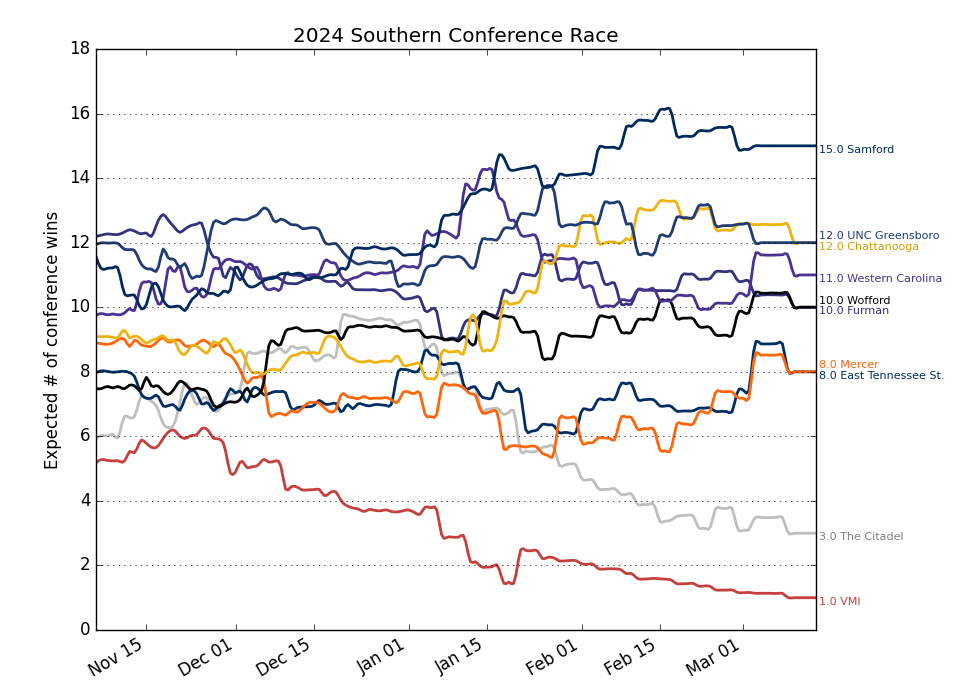 2024 Southern Conference Race
Expected # of conference wins
18
16
14
12
10
8
6
4
2
0
Nov 15
Dec 01
Dec 15
Jan 01
Jan 15
Feb 01
Feb 15
Mar 01
15.0 Samford
12.0 UNC Greensboro
12.0 Chattanooga
11.0 Western Carolina
10.0 Wofford
10.0 Furman
8.0 Mercer
8.0 East Tennessee St.
3.0 The Citadel
1.0 VMI